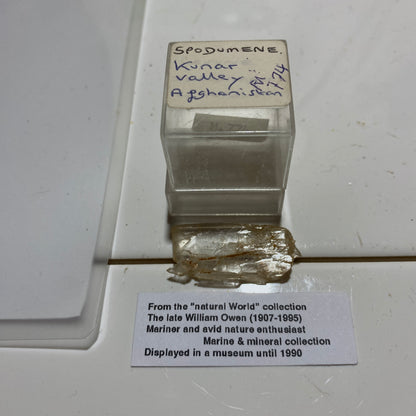 SPODUMENE.
Kunar
valley
Afghanistan
774
From the "natural World" collection
The late William Owen (1907-1995)
Mariner and avid nature enthusiast
Marine & mineral collection
Displayed in a museum until 1990